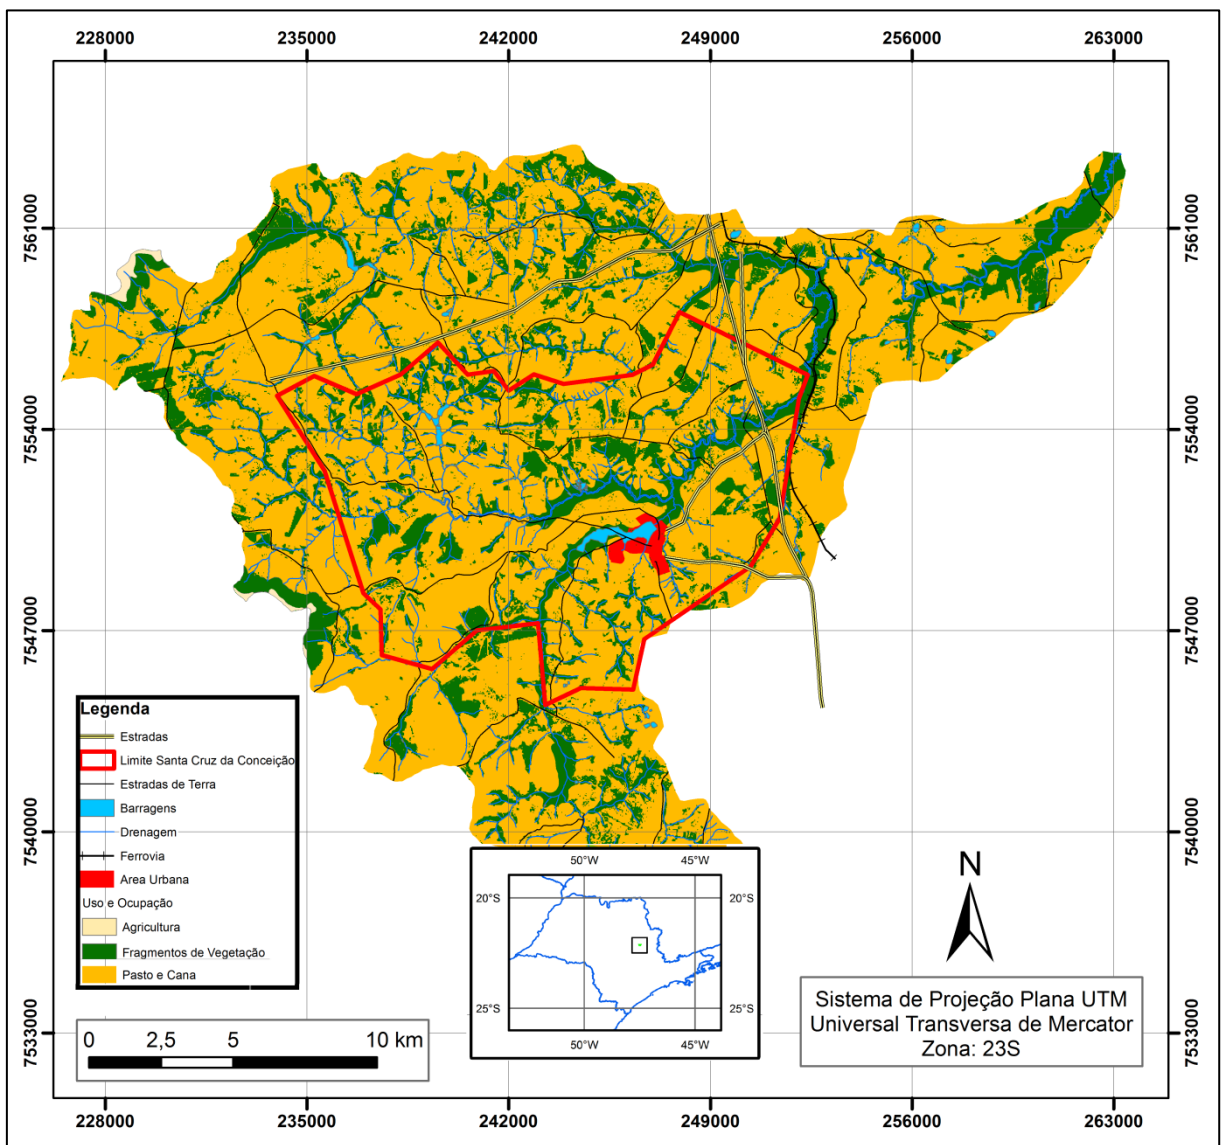 228000 235000 242000 249000 256000 263000
7561000 7561000
7554000 7554000
7547000 7547000
7540000 7540000
7533000 7533000
Legenda
Estradas
Limite Santa Cruz da Conceição
Estradas de Terra
Barragens
Drenagem
Ferrovia
Area Urbana
Uso e Ocupação
Agricultura
Fragmentos de Vegetação
Pasto e Cana
0 2,5 5 10 km
50°W 45°W
20°S 20°S
25°S 25°S
50°W 45°W
N
Sistema de Projeção Plana UTM
Universal Transversa de Mercator
Zona: 23S
228000 235000 242000 249000 256000 263000